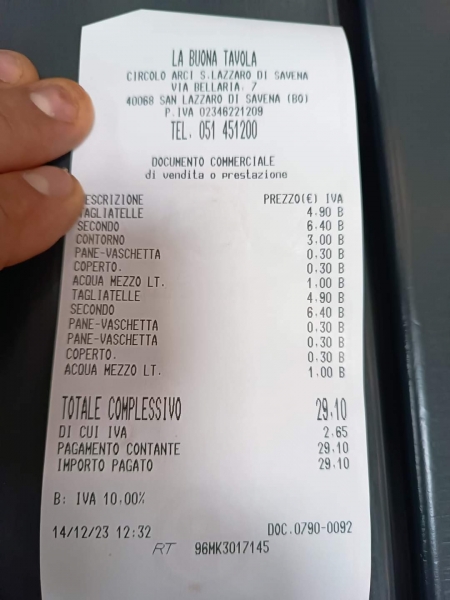 LA BUONA TAVOLA
CIRCOLO ARCI S.LAZZARO DI SAVENA
VIA BELLARIA, 7
40068 SAN LAZZARO DI SAVENA (BO)
P.IVA 02346221209
TEL. 051 451200
DOCUMENTO COMMERCIALE
di vendita o prestazione
ESCRIZIONE PREZZO(€) IVA
TAGLIATELLE 4.90 B
SECONDO 6.40 B
CONTORNO 3.00 B
PANE-VASCHETTA 0.30 B
COPERTO. 0.30 B
ACQUA MEZZO LT. 1.00 B
TAGLIATELLE 4.90 B
SECONDO 6.40 B
PANE-VASCHETTA 0.30 B
PANE-VASCHETTA 0.30 B
COPERTO. 0.30 B
ACQUA MEZZO LT. 1.00 B
TOTALE COMPLESSIVO 29,10
DI CUI IVA 2.65
PAGAMENTO CONTANTE 29.10
IMPORTO PAGATO 29.10
B: IVA 10,00%
14/12/23 12:32 DOC.0790-0092
RT 96MK3017145